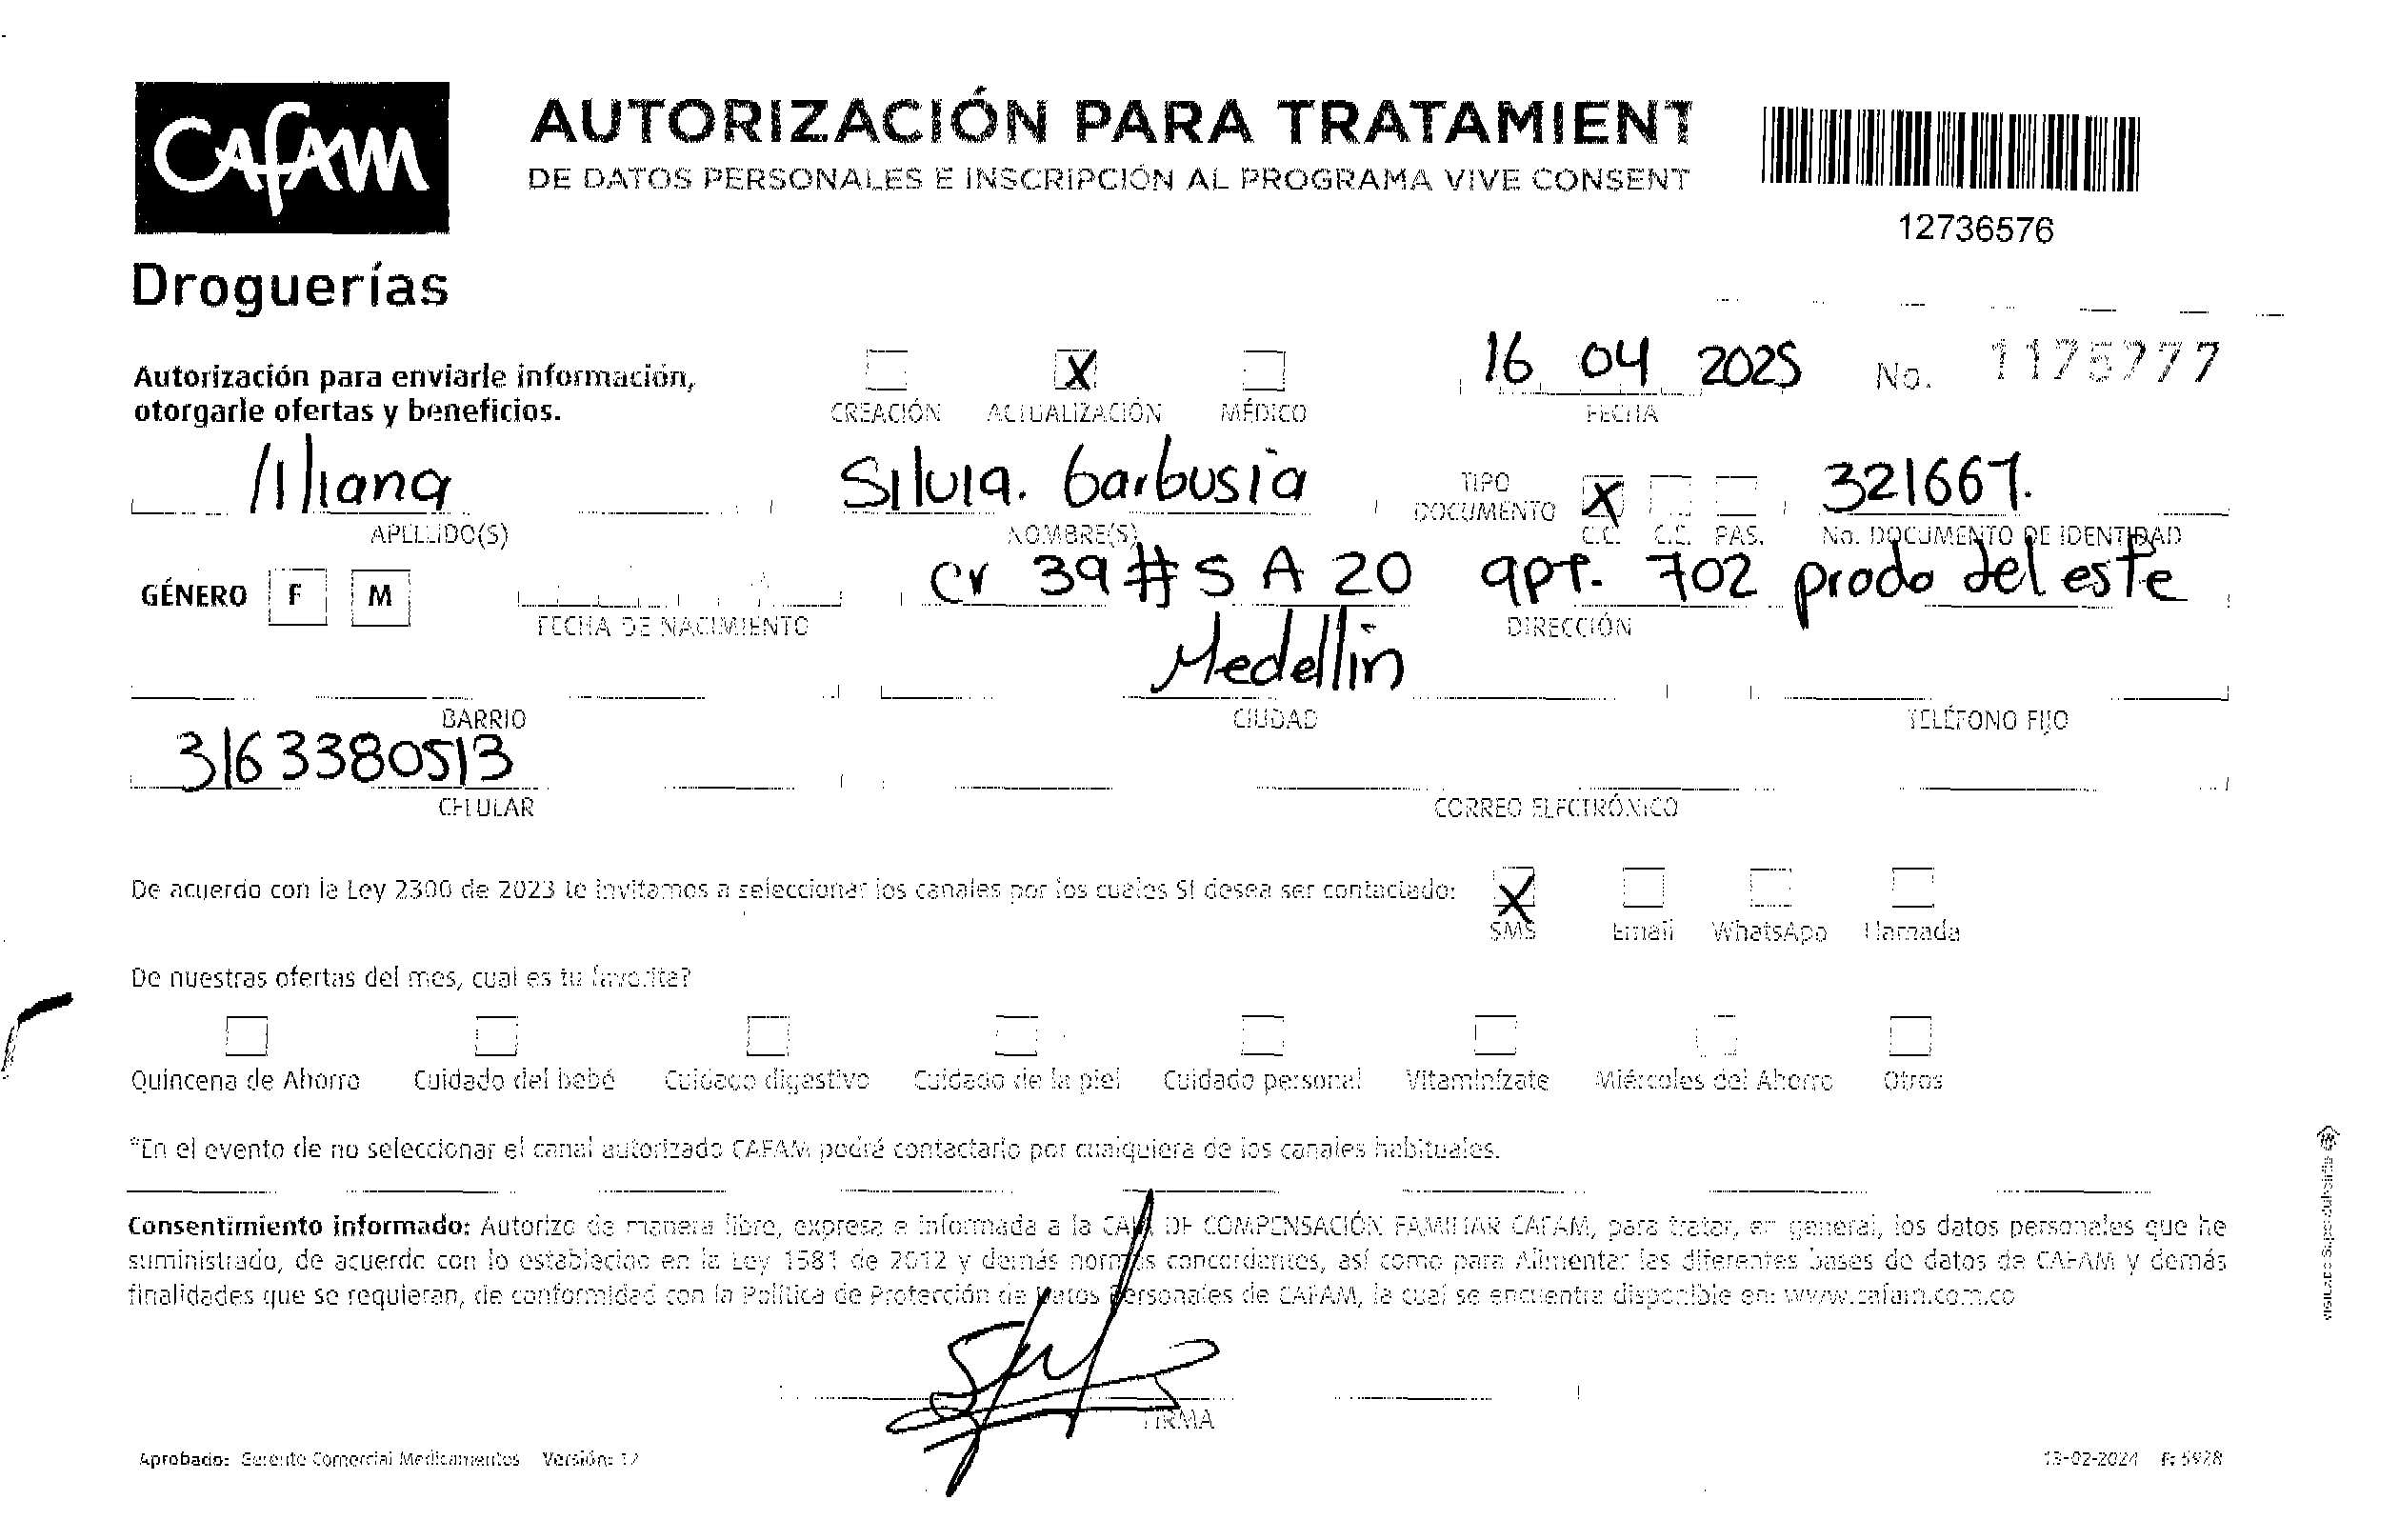 CAFAM
Droguerías
AUTORIZACIÓN PARA TRATAMIENT
DE DATOS PERSONALES E INSCRIPCIÓN AL PROGRAMA VIVE CONSENT
12736576
Autorización para enviarle información,
otorgarle ofertas y beneficios.
CREACIÓN X ACTUALIZACIÓN MÉDICO
16 04 2025
FECHA
No. 1175777
Iliana
APELLIDO(S)
Silvia. Garbusia
NOMBRE(S)
TIPO DOCUMENTO X C.C. C.E. PAS.
321667.
No. DOCUMENTO DE IDENTIDAD
GÉNERO F M
FECHA DE NACIMIENTO
cr 39 # 5 A 20 apt. 702 prado del este
DIRECCIÓN
BARRIO
Medellin
CIUDAD
TELÉFONO FIJO
3163380513
CELULAR
CORREO ELECTRÓNICO
De acuerdo con la Ley 2300 de 2023 te invitamos a seleccionar los canales por los cuales SI desea ser contactado:
X SMS Email WhatsApp Llamada
De nuestras ofertas del mes, cual es tu favorita?
Quincena de Ahorro Cuidado del bebé Cuidado digestivo Cuidado de la piel Cuidado personal Vitaminízate Miércoles del Ahorro Otros
*En el evento de no seleccionar el canal autorizado CAFAM podrá contactarlo por cualquiera de los canales habituales.
Consentimiento informado: Autorizo de manera libre, expresa e informada a la CAJA DE COMPENSACIÓN FAMILIAR CAFAM, para tratar, en general, los datos personales que he
suministrado, de acuerdo con lo establecido en la Ley 1581 de 2012 y demás normas concordantes, así como para Alimentar las diferentes bases de datos de CAFAM y demás
finalidades que se requieran, de conformidad con la Política de Protección de Datos Personales de CAFAM, la cual se encuentra disponible en: www.cafam.com.co
FIRMA
Aprobado: Gerente Comercial Medicamentos Versión: 12
13-02-2024 F: 5928
VIGILADO SuperSubsidio